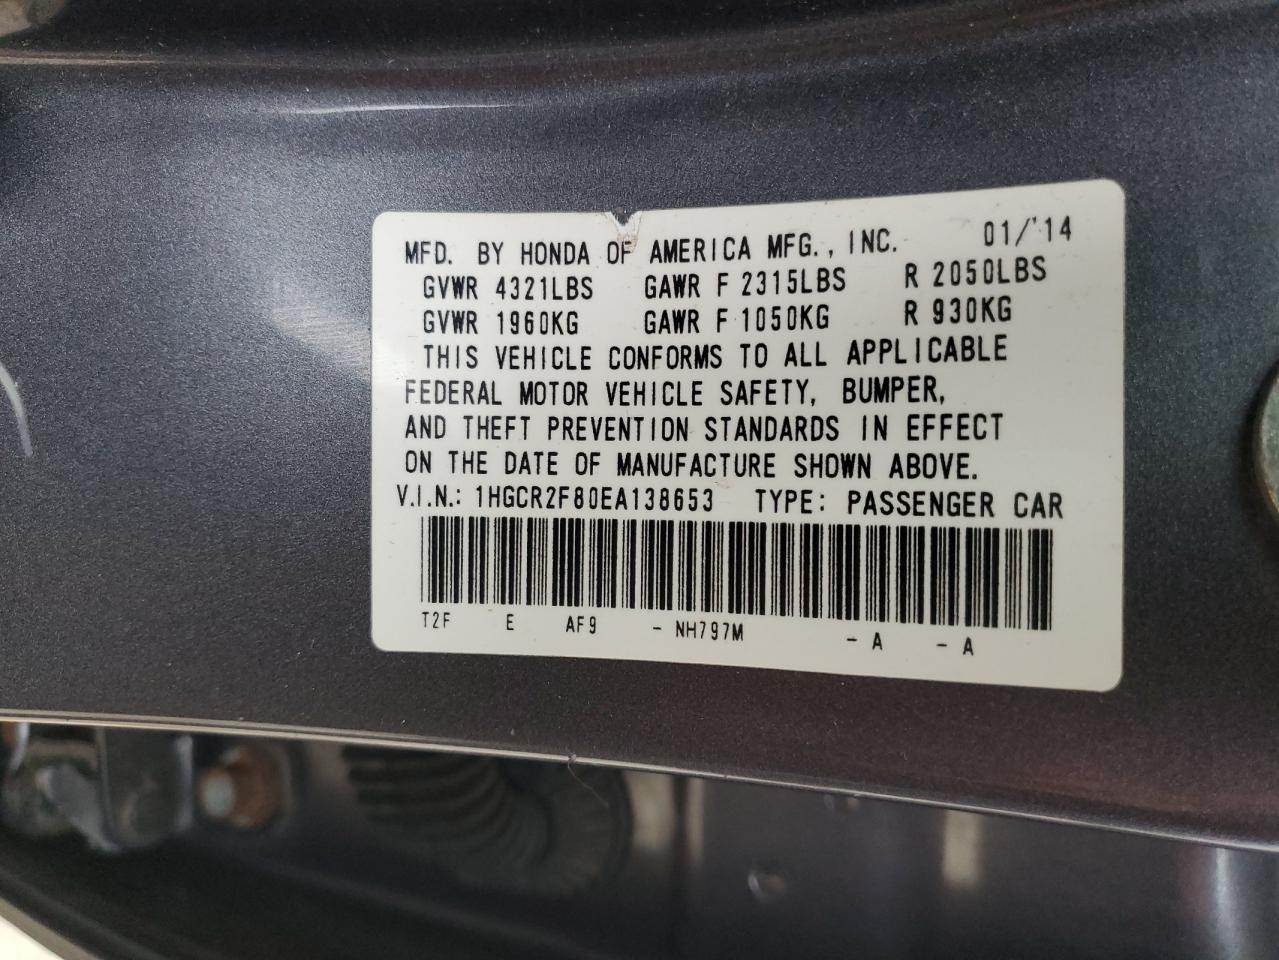 MFD. BY HONDA OF AMERICA MFG., INC. 01/'14
GVWR 4321LBS GAWR F 2315LBS R 2050LBS
GVWR 1960KG GAWR F 1050KG R 930KG
THIS VEHICLE CONFORMS TO ALL APPLICABLE
FEDERAL MOTOR VEHICLE SAFETY, BUMPER,
AND THEFT PREVENTION STANDARDS IN EFFECT
ON THE DATE OF MANUFACTURE SHOWN ABOVE.
V.I.N.: 1HGCR2F80EA138653 TYPE: PASSENGER CAR
T2F E AF9 - NH797M - A - A